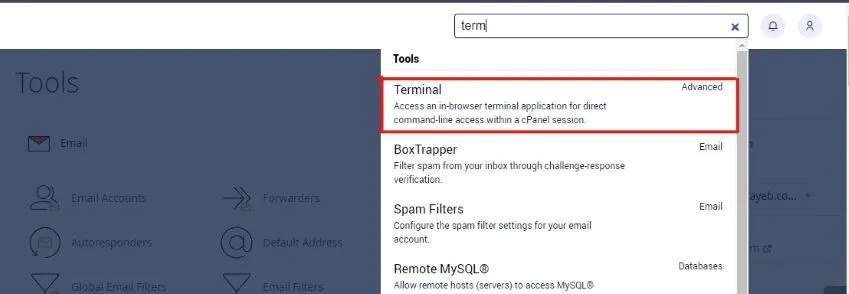 term
Tools
Tools
Terminal
Advanced
Access an in-browser terminal application for direct
command-line access within a cPanel session.
Email
BoxTrapper
Email
Filter spam from your inbox through challenge-response
verification.
Email Accounts
Forwarders
Spam Filters
Email
Configure the spam filter settings for your email
account.
ayeb.co...
Autoresponders
Default Address
Remote MySQL®
Databases
Allow remote hosts (servers) to access MySQL®
Global Email Filters
Email Filters